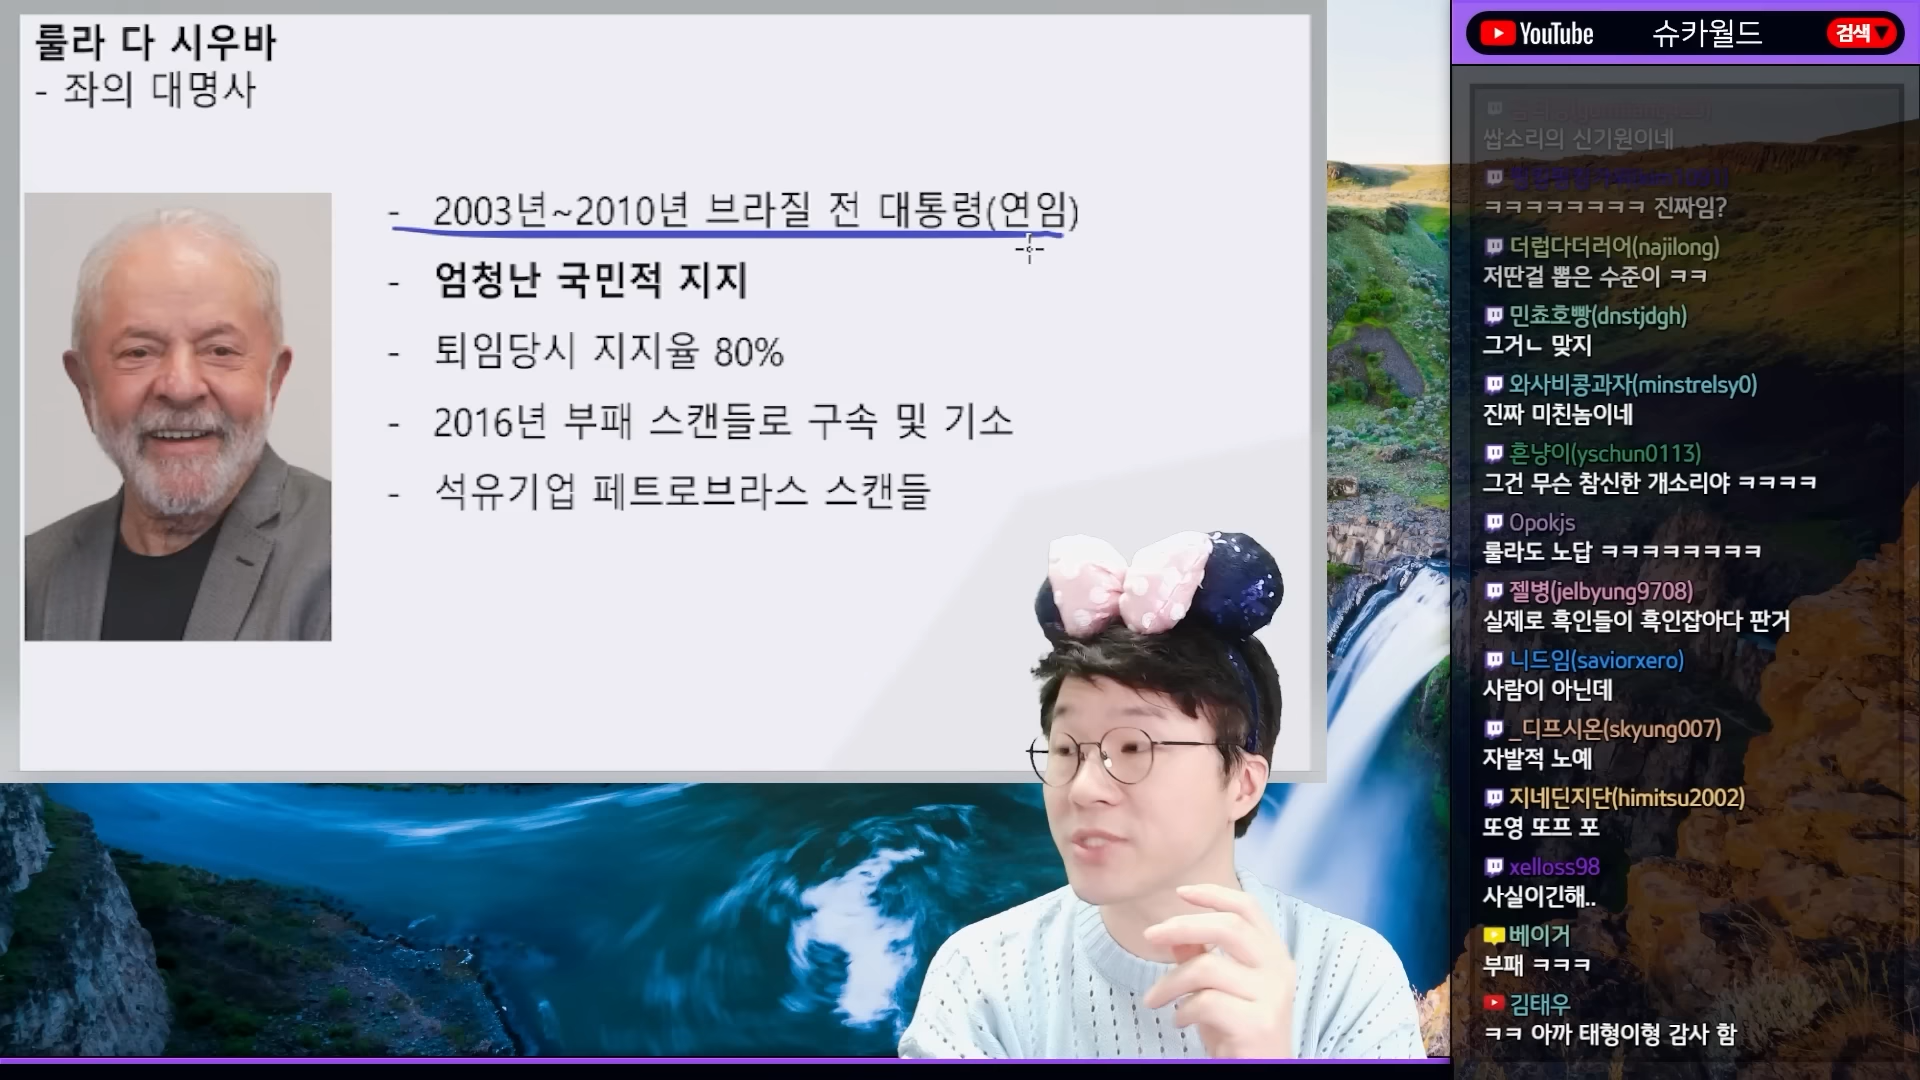 룰라 다 시우바
- 좌의 대명사
- 2003년~2010년 브라질 전 대통령(연임)
- 엄청난 국민적 지지
- 퇴임당시 지지율 80%
- 2016년 부패 스캔들로 구속 및 기소
- 석유기업 페트로브라스 스캔들
YouTube 슈카월드 검색
쌉소리의 신기원이네
ㅋㅋㅋㅋㅋㅋㅋㅋ 진짜임?
더럽다더러어(najilong)
저딴걸 뽑은 수준이 ㅋㅋ
민쵸호빵(dnstjdgh)
그거ㄴ 맞지
와사비콩과자(minstrelsy0)
진짜 미친놈이네
흔냥이(yschun0113)
그건 무슨 참신한 개소리야 ㅋㅋㅋㅋ
Opokjs
룰라도 노답 ㅋㅋㅋㅋㅋㅋㅋㅋ
젤병(jelbyung9708)
실제로 흑인들이 흑인잡아다 판거
니드임(saviorxero)
사람이 아닌데
_디프시온(skyung007)
자발적 노예
지네딘지단(himitsu2002)
또영 또프 포
xelloss98
사실이긴해..
베이거
부패 ㅋㅋㅋ
김태우
ㅋㅋ 아까 태형이형 감사 함